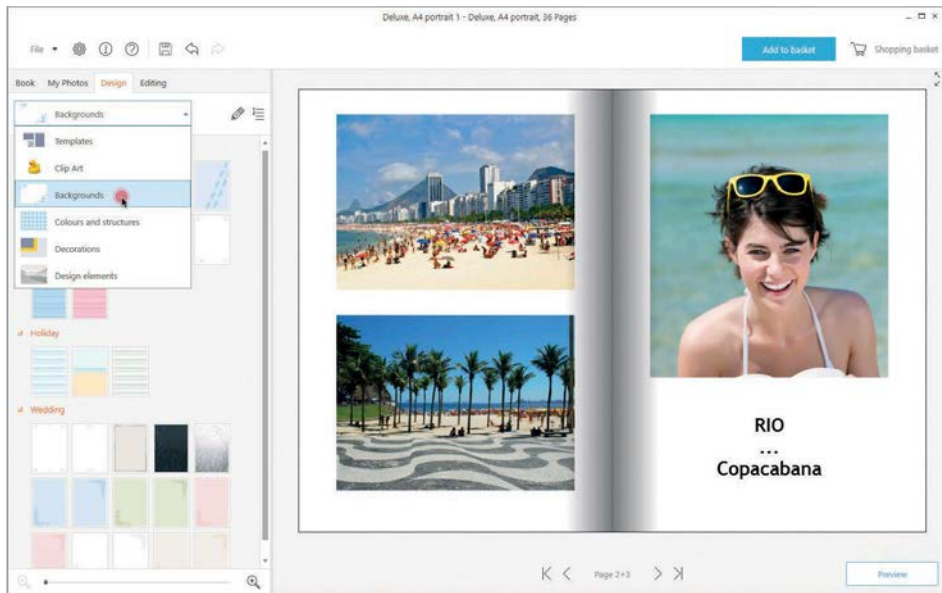 Deluxe, A4 portrait 1 - Deluxe, A4 portrait, 36 Pages
File
Add to basket
Shopping basket
Book My Photos Design Editing
Backgrounds
Templates
Clip Art
Backgrounds
Colours and structures
Decorations
Design elements
Holiday
Wedding
RIO
...
Copacabana
Page 2+3
Preview